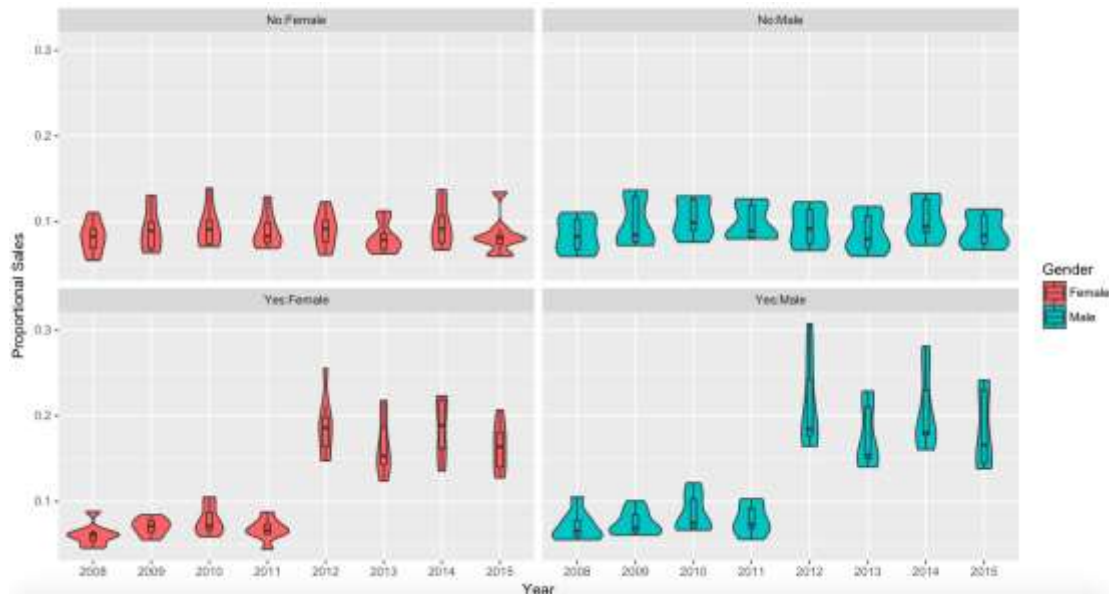 No:Female
No:Male
0.3
0.2
0.1
Proportional Sales
Yes:Female
Yes:Male
0.3
0.2
0.1
2008 2009 2010 2011 2012 2013 2014 2015
2008 2009 2010 2011 2012 2013 2014 2015
Year
Gender
Female
Male